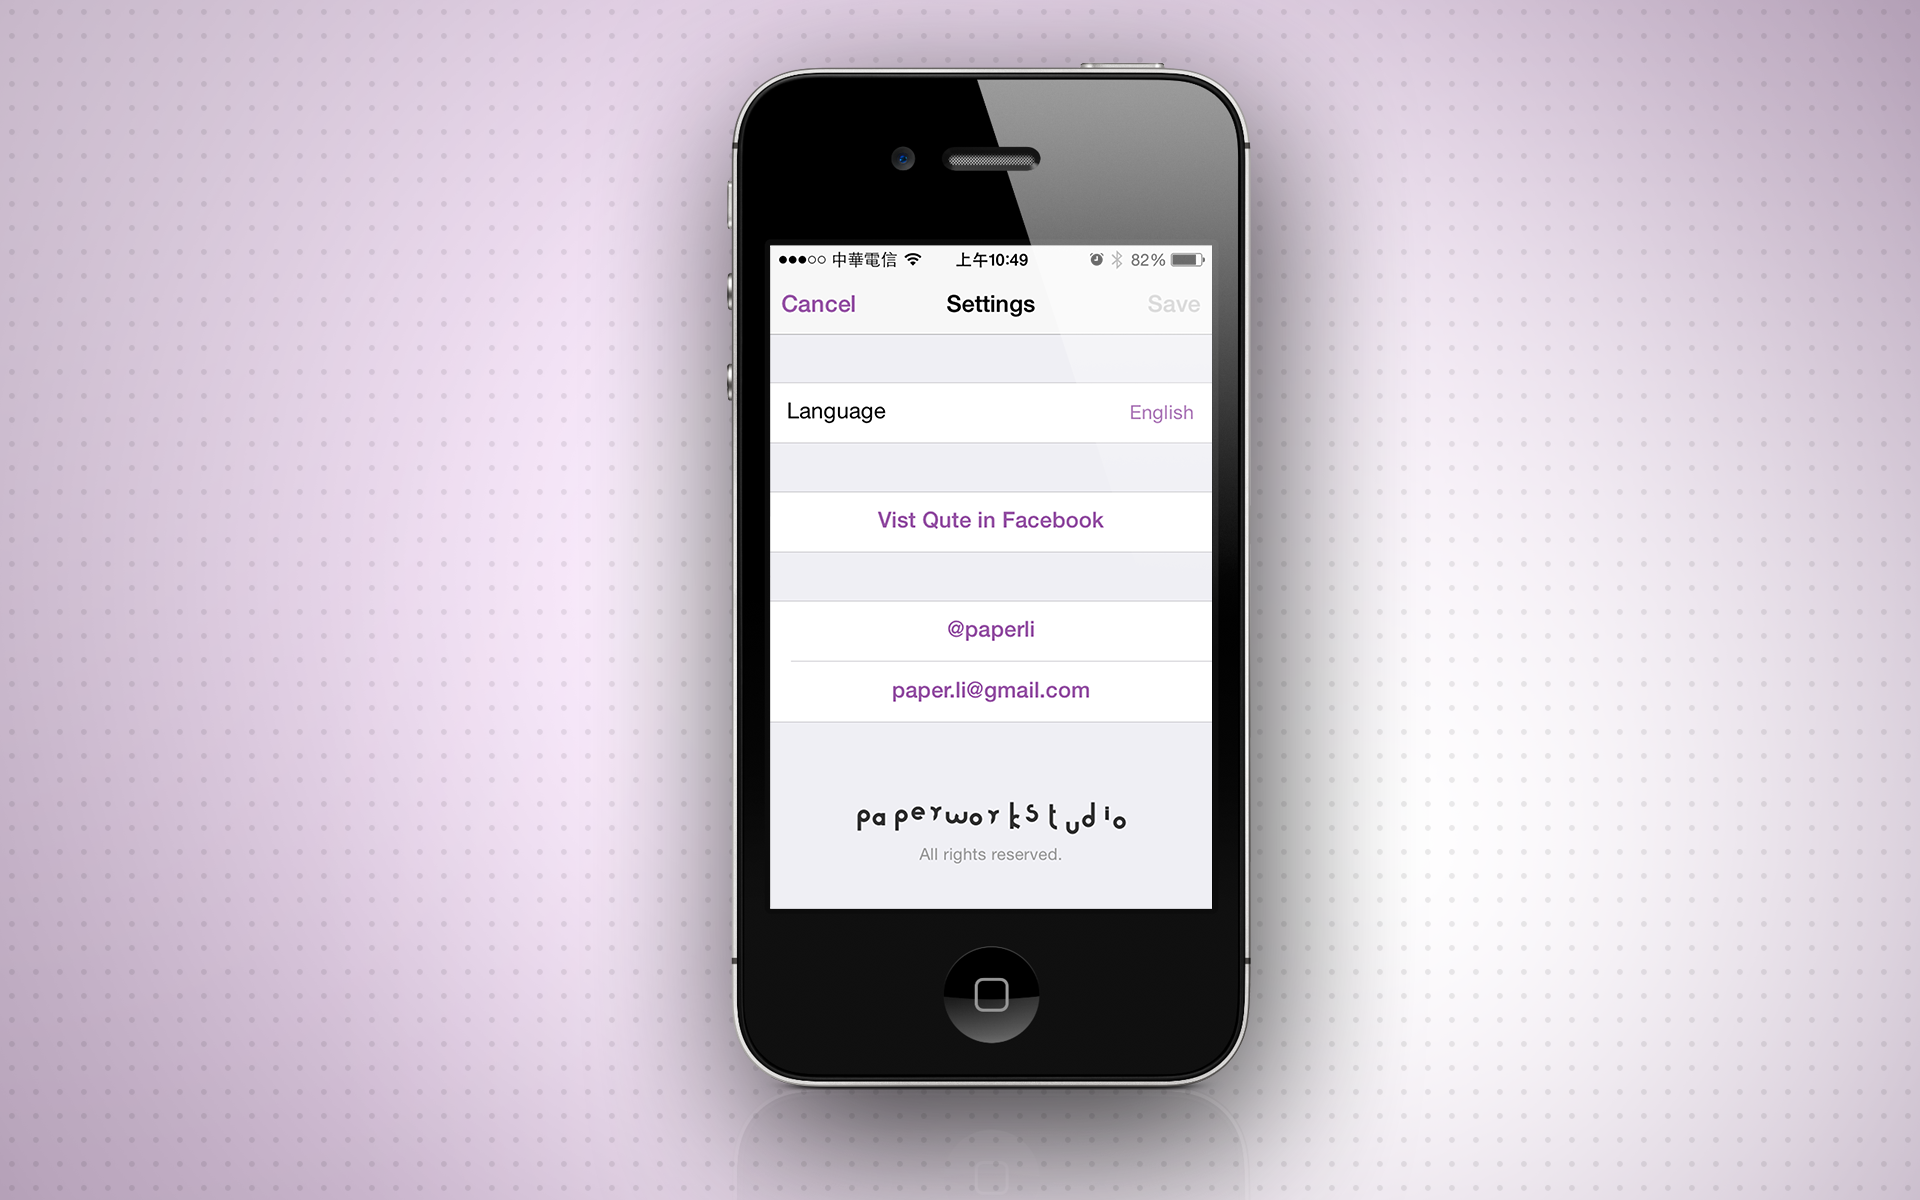 中華電信 上午10:49 82%
Cancel Settings Save
Language English
Vist Qute in Facebook
@paperli
paper.li@gmail.com
paperworkstudio
All rights reserved.